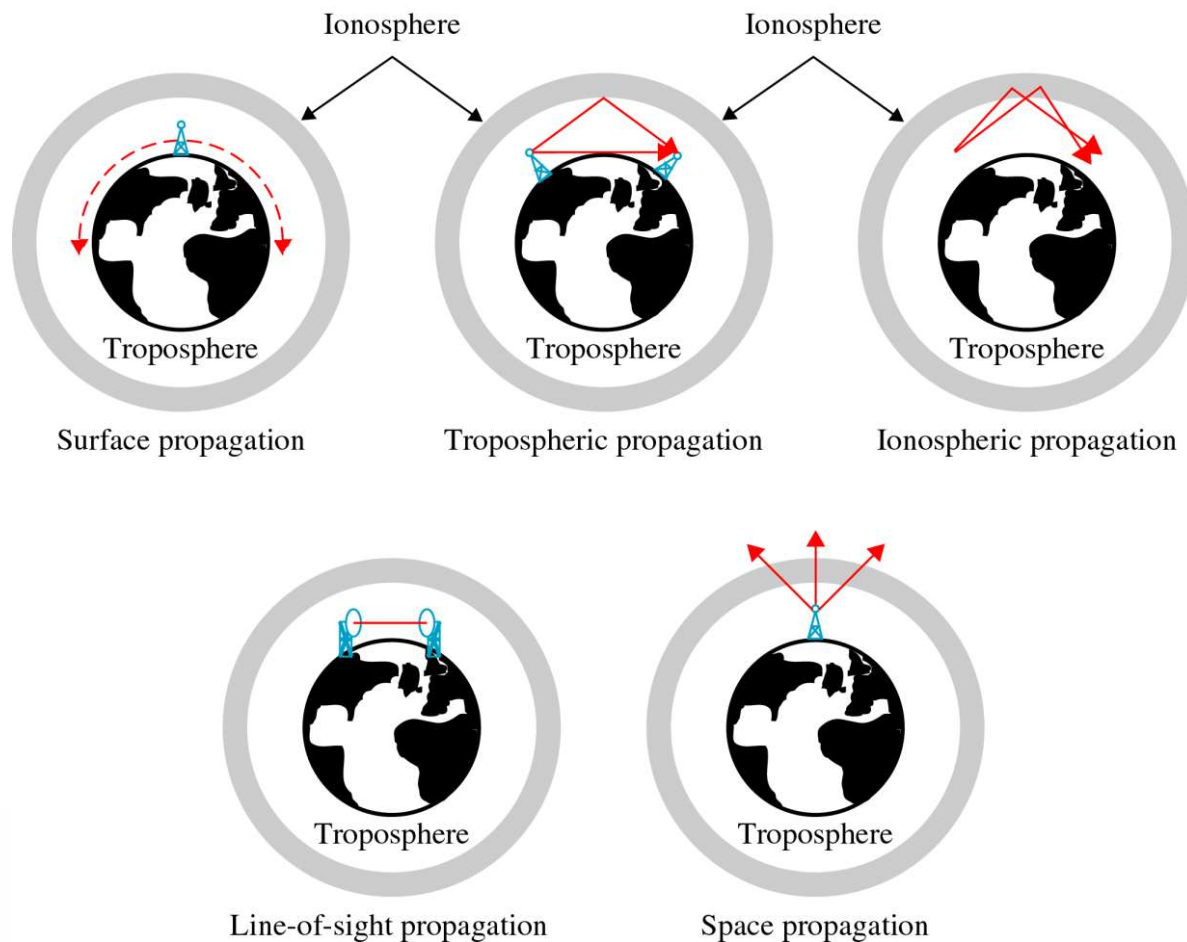 Ionosphere
Ionosphere
Troposphere
Troposphere
Troposphere
Surface propagation
Tropospheric propagation
Ionospheric propagation
Troposphere
Troposphere
Line-of-sight propagation
Space propagation